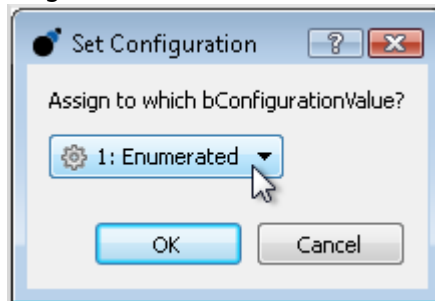 Set Configuration
Assign to which bConfigurationValue?
1: Enumerated
OK Cancel